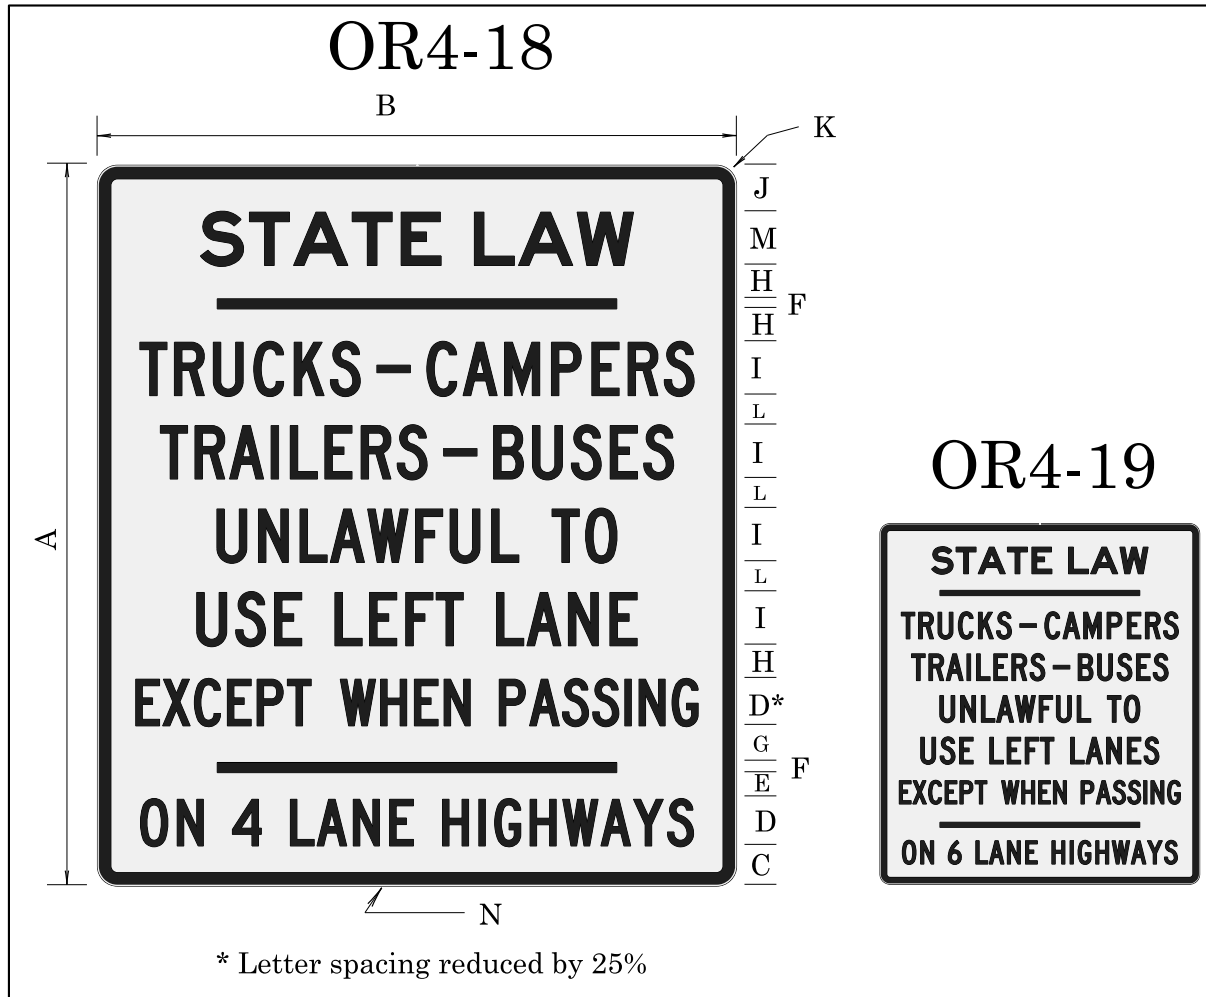 OR4-18
B
K
A
STATE LAW
TRUCKS – CAMPERS
TRAILERS – BUSES
UNLAWFUL TO
USE LEFT LANE
EXCEPT WHEN PASSING
ON 4 LANE HIGHWAYS
J
M
H
F
H
I
L
I
L
I
L
I
H
D*
G
F
E
D
C
N
* Letter spacing reduced by 25%
OR4-19
STATE LAW
TRUCKS – CAMPERS
TRAILERS – BUSES
UNLAWFUL TO
USE LEFT LANES
EXCEPT WHEN PASSING
ON 6 LANE HIGHWAYS